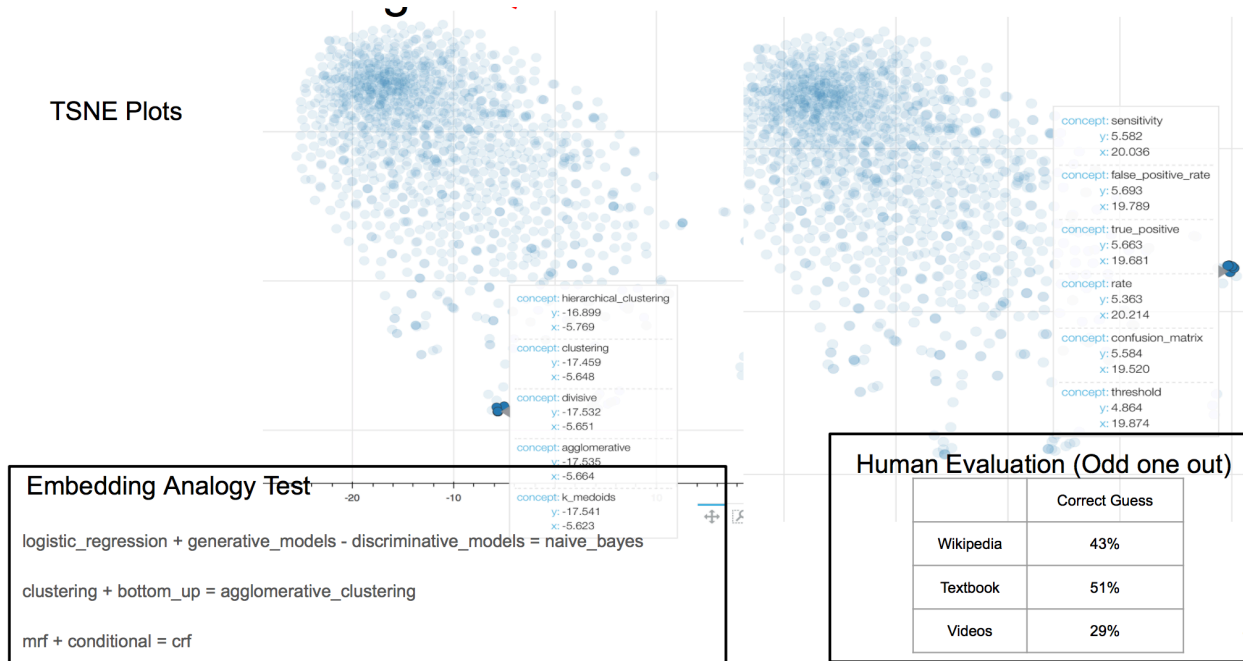 TSNE Plots
concept: hierarchical_clustering
y: -16.899
x: -5.769
concept: clustering
y: -17.459
x: -5.648
concept: divisive
y: -17.532
x: -5.651
concept: agglomerative
y: -17.535
x: -5.664
concept: k_medoids
y: -17.541
x: -5.623
-20
-10
10
concept: sensitivity
y: 5.582
x: 20.036
concept: false_positive_rate
y: 5.693
x: 19.789
concept: true_positive
y: 5.663
x: 19.681
concept: rate
y: 5.363
x: 20.214
concept: confusion_matrix
y: 5.584
x: 19.520
concept: threshold
y: 4.864
x: 19.874
Embedding Analogy Test
logistic_regression + generative_models - discriminative_models = naive_bayes
clustering + bottom_up = agglomerative_clustering
mrf + conditional = crf
Human Evaluation (Odd one out)
Correct Guess
Wikipedia 43%
Textbook 51%
Videos 29%